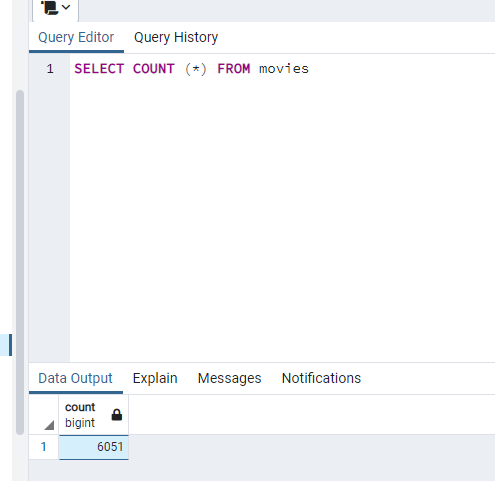 Query Editor Query History
1 SELECT COUNT (*) FROM movies
Data Output Explain Messages Notifications
count
bigint
1 6051